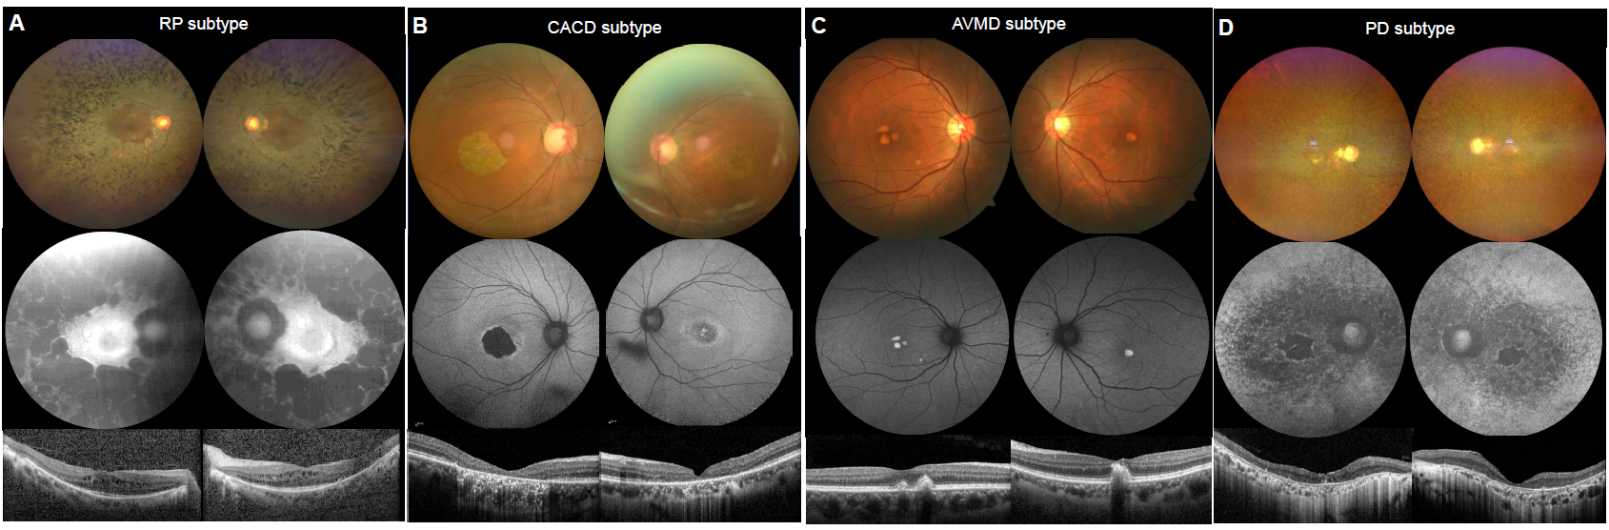 A RP subtype
B CACD subtype
C AVMD subtype
D PD subtype